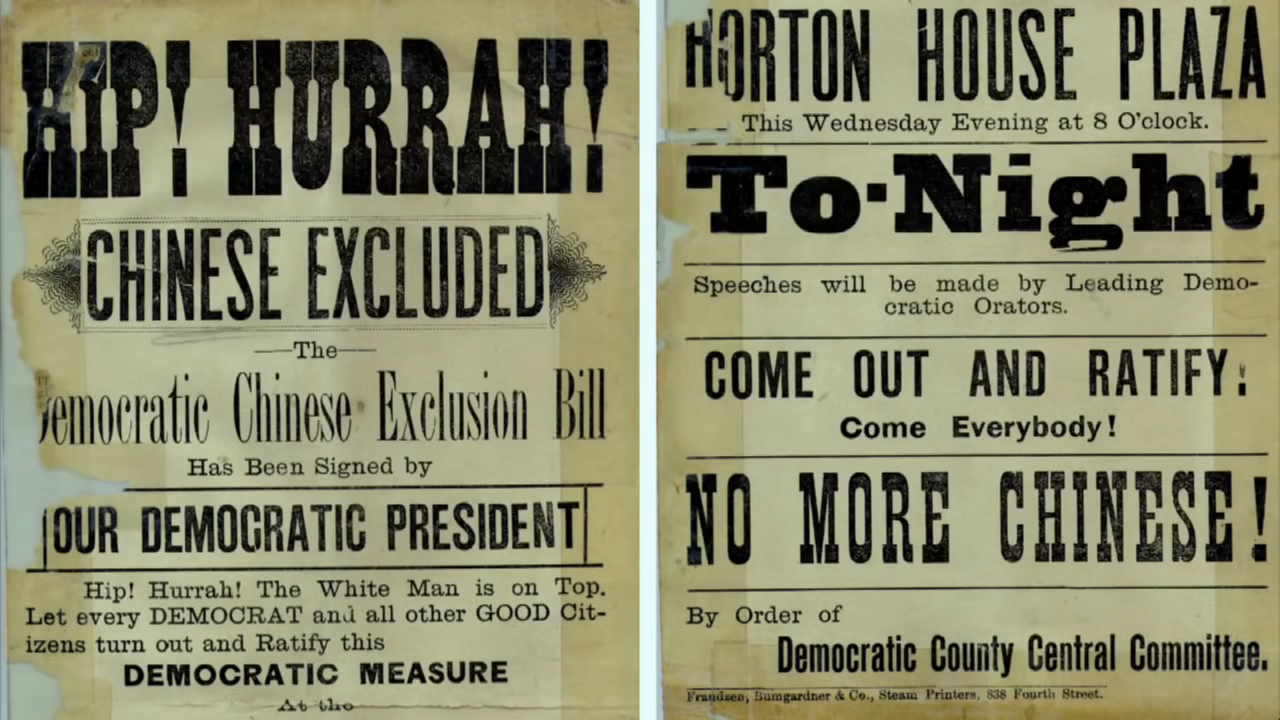 HIP! HURRAH!
CHINESE EXCLUDED
—The—
Democratic Chinese Exclusion Bill
Has Been Signed by
OUR DEMOCRATIC PRESIDENT
Hip! Hurrah! The White Man is on Top.
Let every DEMOCRAT and all other GOOD Cit-
izens turn out and Ratify this
DEMOCRATIC MEASURE
At the
HORTON HOUSE PLAZA
This Wednesday Evening at 8 O'clock.
To-Night
Speeches will be made by Leading Demo-
cratic Orators.
COME OUT AND RATIFY!
Come Everybody!
NO MORE CHINESE!
By Order of
Democratic County Central Committee.
Frandzen, Bumgardner & Co., Steam Printers, 838 Fourth Street.